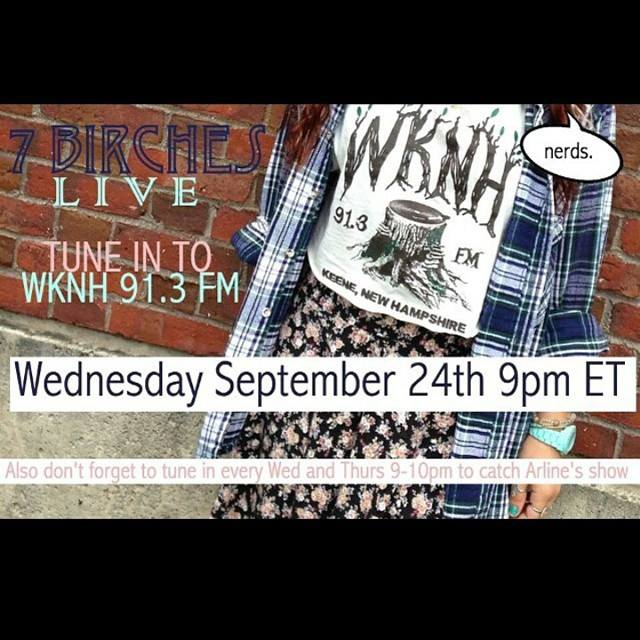 7 BIRCHES
LIVE
TUNE IN TO
WKNH 91.3 FM
nerds.
WKNH
91.3 FM
KEENE, NEW HAMPSHIRE
Wednesday September 24th 9pm ET
Also don't forget to tune in every Wed and Thurs 9-10pm to catch Arline's show